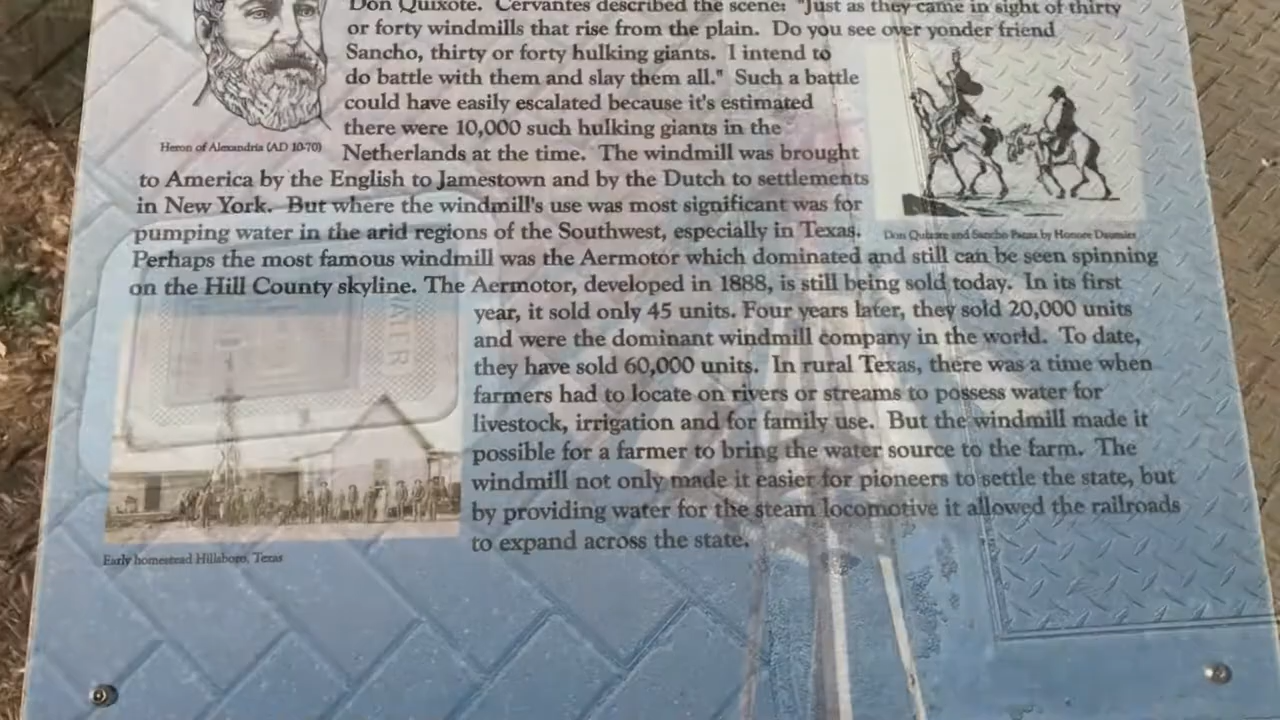 Don Quixote. Cervantes described the scene: "Just as they came in sight of thirty
or forty windmills that rise from the plain. Do you see over yonder friend
Sancho, thirty or forty hulking giants. I intend to
do battle with them and slay them all." Such a battle
could have easily escalated because it's estimated
there were 10,000 such hulking giants in the
Heron of Alexandria (AD 10-70)
Netherlands at the time. The windmill was brought
to America by the English to Jamestown and by the Dutch to settlements
in New York. But where the windmill's use was most significant was for
pumping water in the arid regions of the Southwest, especially in Texas.
Don Quixote and Sancho Panza by Honore Daumier
Perhaps the most famous windmill was the Aermotor which dominated and still can be seen spinning
on the Hill County skyline. The Aermotor, developed in 1888, is still being sold today. In its first
year, it sold only 45 units. Four years later, they sold 20,000 units
and were the dominant windmill company in the world. To date,
they have sold 60,000 units. In rural Texas, there was a time when
farmers had to locate on rivers or streams to possess water for
livestock, irrigation and for family use. But the windmill made it
possible for a farmer to bring the water source to the farm. The
windmill not only made it easier for pioneers to settle the state, but
by providing water for the steam locomotive it allowed the railroads
to expand across the state.
WATER
Early homestead Hillsboro, Texas